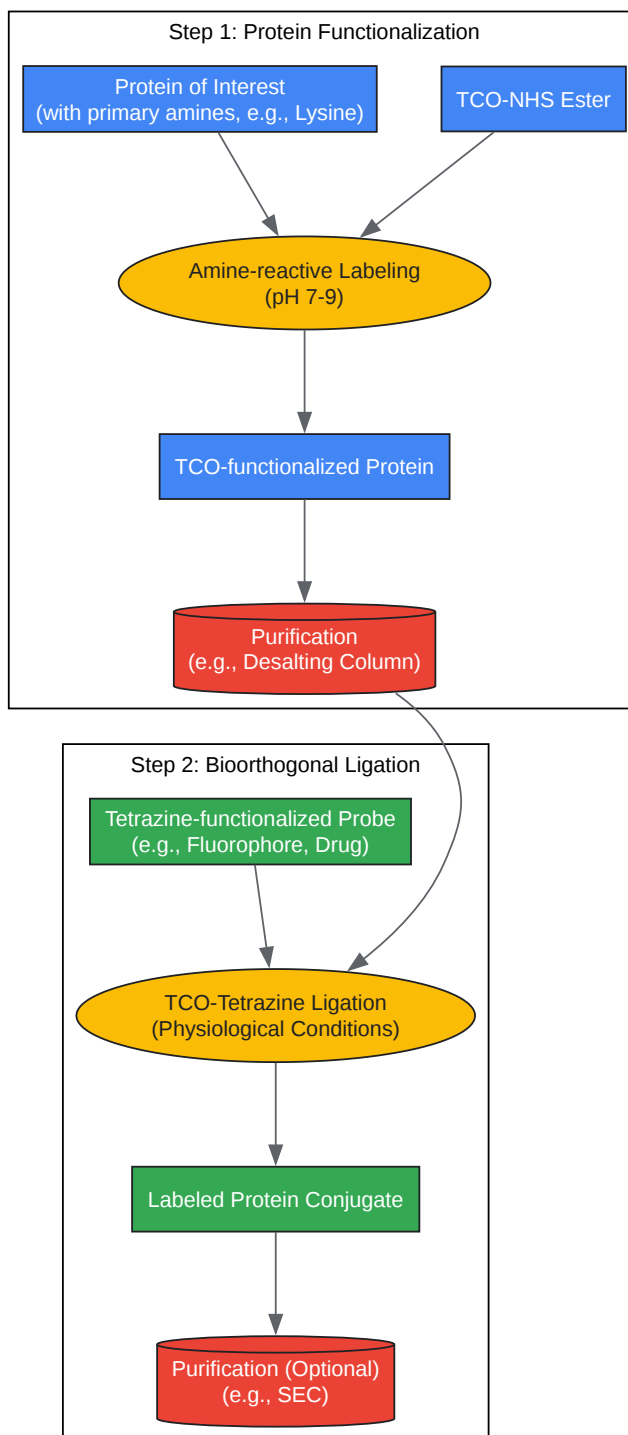 Step 1: Protein Functionalization
Protein of Interest
(with primary amines, e.g., Lysine)
TCO-NHS Ester
Amine-reactive Labeling
(pH 7-9)
TCO-functionalized Protein
Purification
(e.g., Desalting Column)
Step 2: Bioorthogonal Ligation
Tetrazine-functionalized Probe
(e.g., Fluorophore, Drug)
TCO-Tetrazine Ligation
(Physiological Conditions)
Labeled Protein Conjugate
Purification (Optional)
(e.g., SEC)